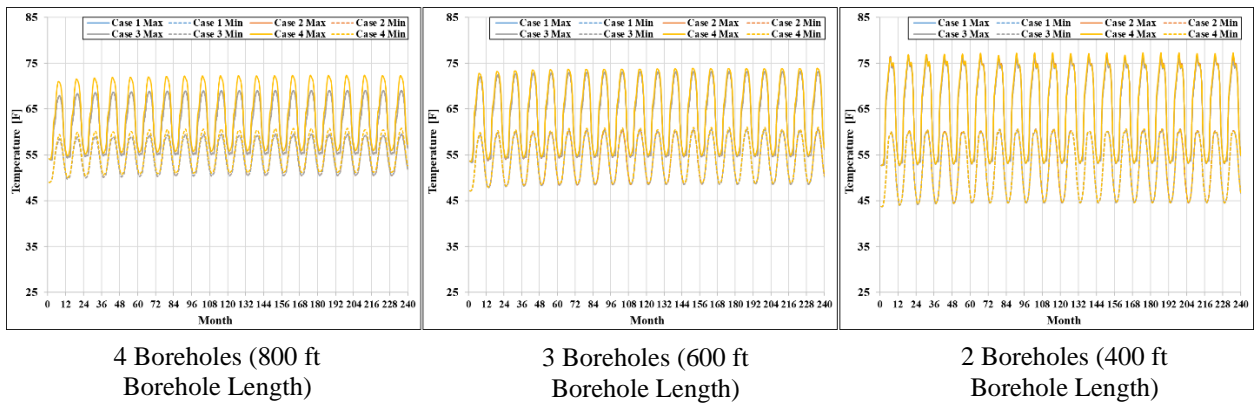 85
Case 1 Max Case 1 Min Case 2 Max Case 2 Min
Case 3 Max Case 3 Min Case 4 Max Case 4 Min
75
65
55
45
35
25
Temperature [F]
0 12 24 36 48 60 72 84 96 108 120 132 144 156 168 180 192 204 216 228 240
Month
85
Case 1 Max Case 1 Min Case 2 Max Case 2 Min
Case 3 Max Case 3 Min Case 4 Max Case 4 Min
75
65
55
45
35
25
Temperature [F]
0 12 24 36 48 60 72 84 96 108 120 132 144 156 168 180 192 204 216 228 240
Month
85
Case 1 Max Case 1 Min Case 2 Max Case 2 Min
Case 3 Max Case 3 Min Case 4 Max Case 4 Min
75
65
55
45
35
25
Temperature [F]
0 12 24 36 48 60 72 84 96 108 120 132 144 156 168 180 192 204 216 228 240
Month
4 Boreholes (800 ft
Borehole Length)
3 Boreholes (600 ft
Borehole Length)
2 Boreholes (400 ft
Borehole Length)